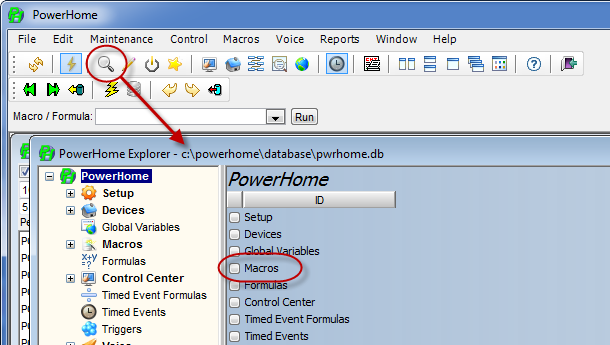 PowerHome
File Edit Maintenance Control Macros Voice Reports Window Help
Macro / Formula: Run
PowerHome Explorer - c:\powerhome\database\pwrhome.db
PowerHome
Setup
Devices
Global Variables
Macros
X=Y
+-*/
Formulas
Control Center
Timed Event Formulas
Timed Events
Triggers
PowerHome
ID
Setup
Devices
Global Variables
Macros
Formulas
Control Center
Timed Event Formulas
Timed Events